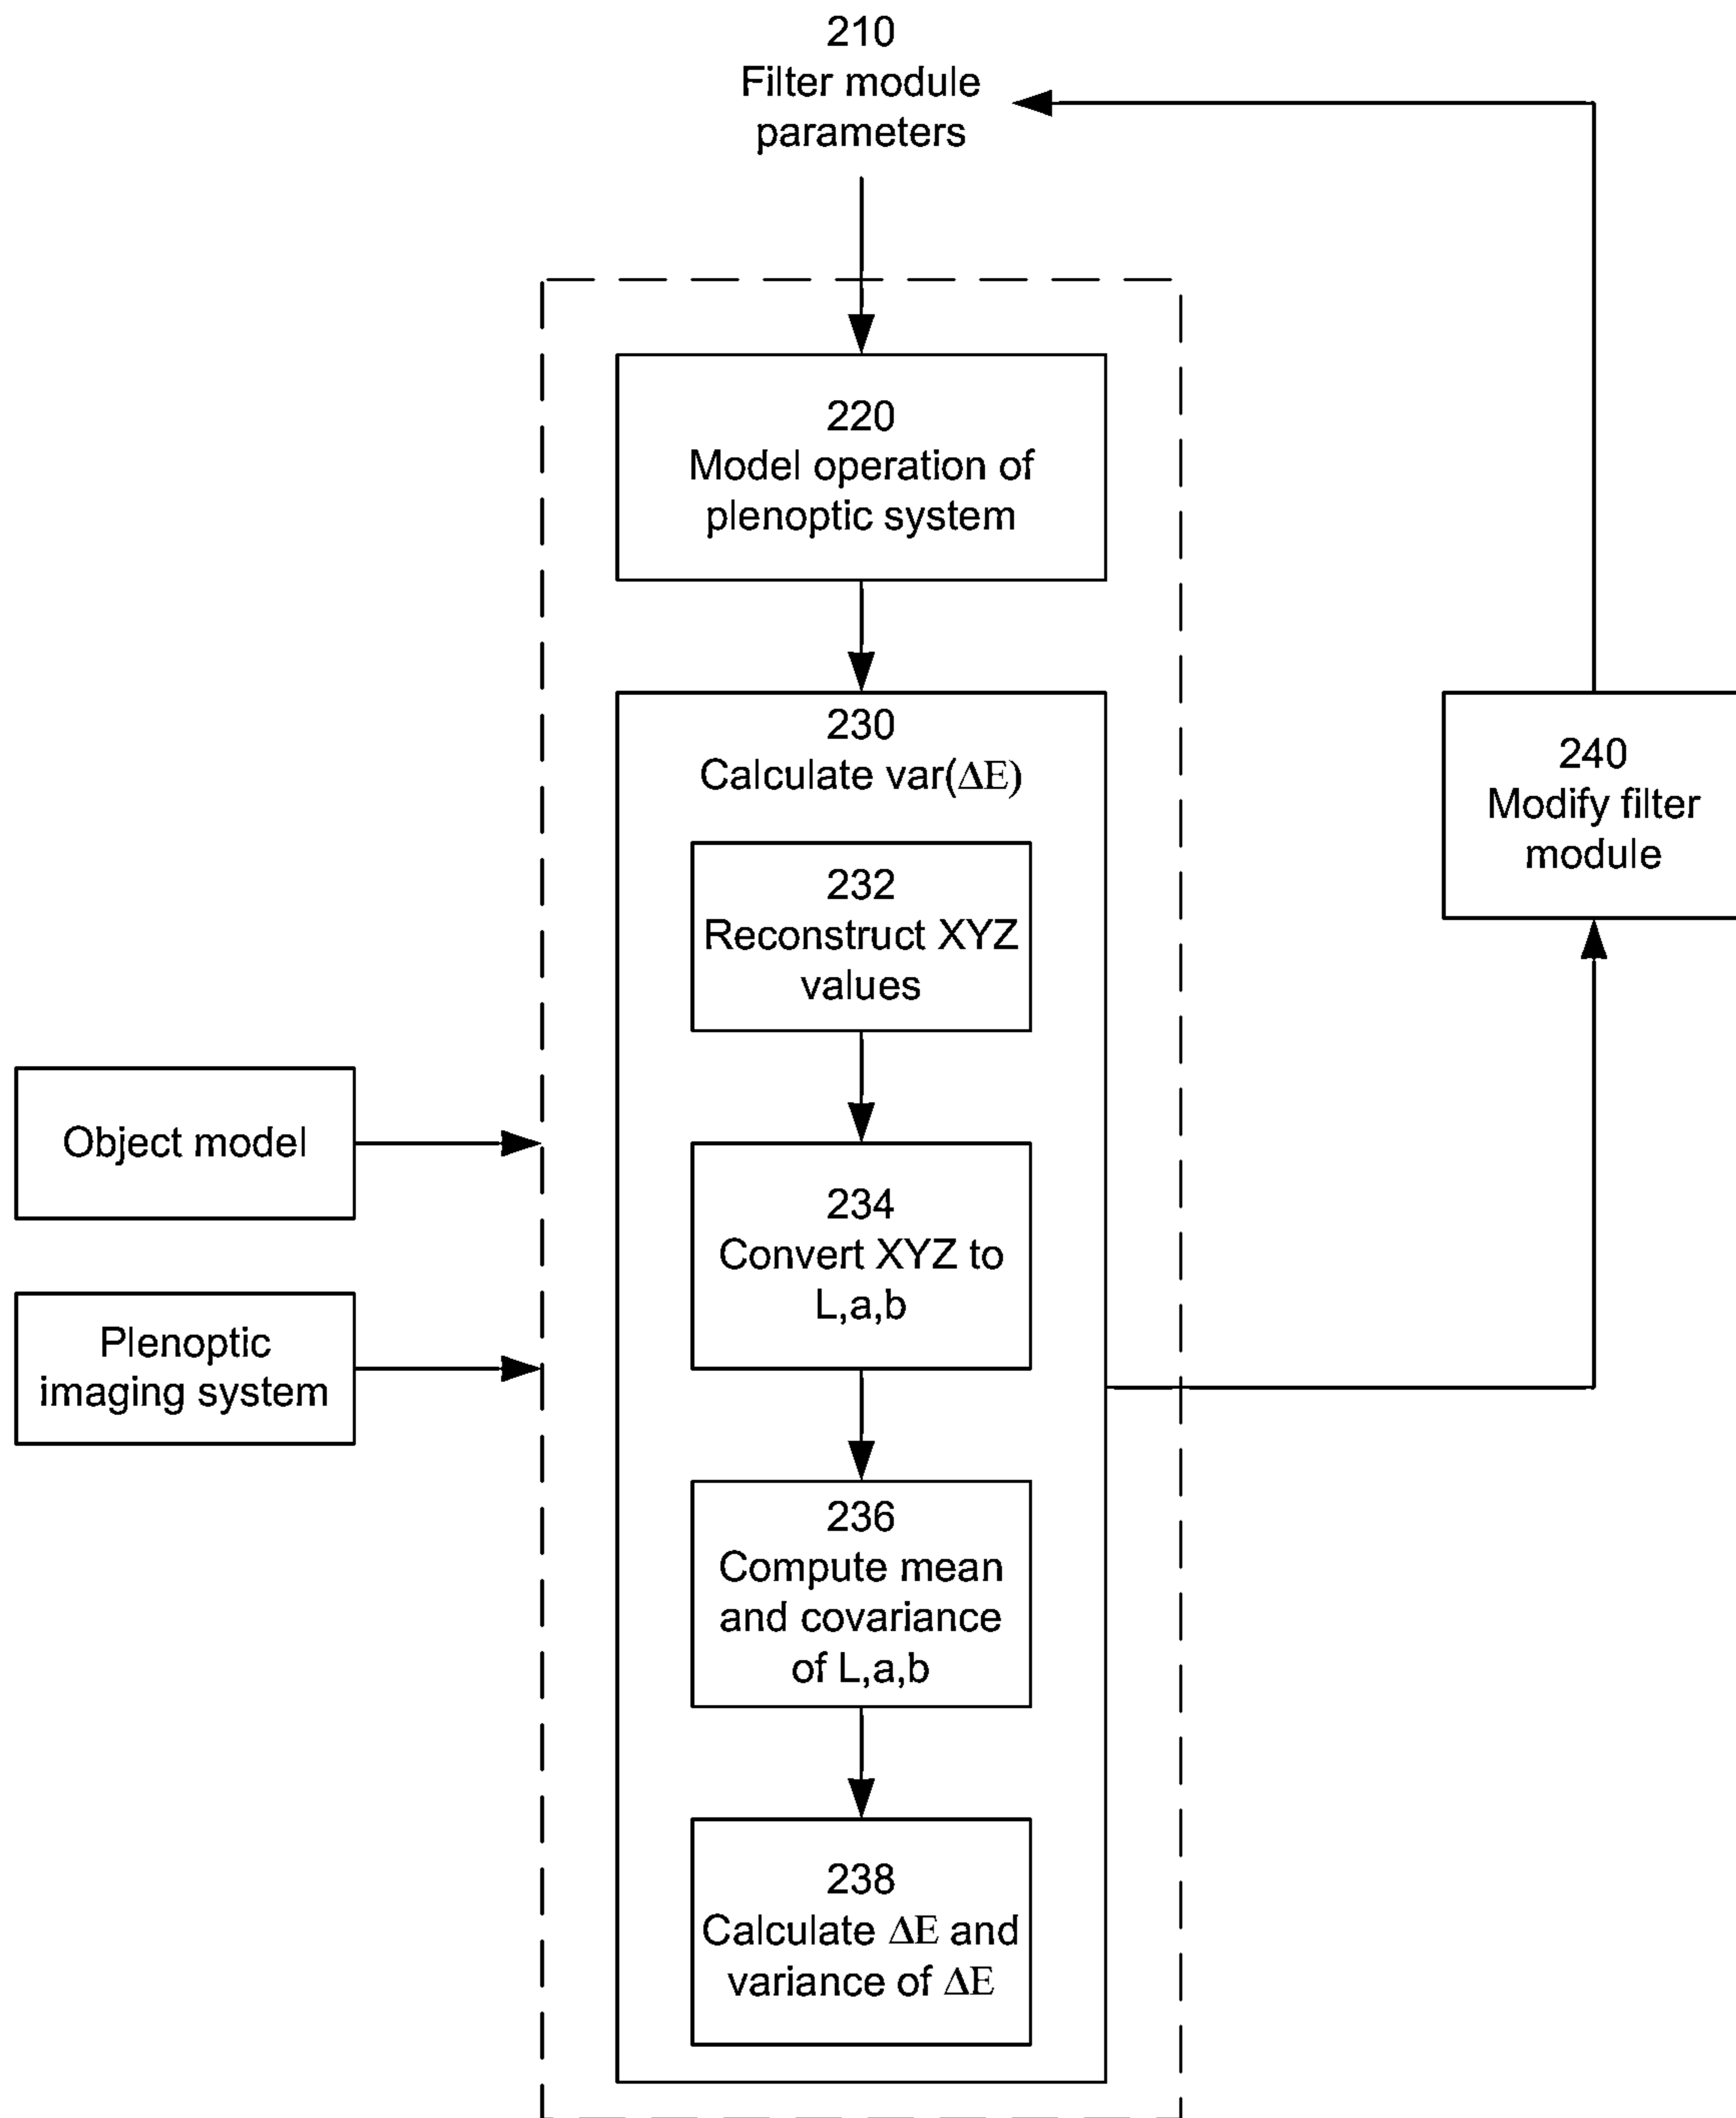 210
Filter module
parameters
220
Model operation of
plenoptic system
230
Calculate var(ΔE)
232
Reconstruct XYZ
values
234
Convert XYZ to
L,a,b
236
Compute mean
and covariance
of L,a,b
238
Calculate ΔE and
variance of ΔE
240
Modify filter
module
Object model
Plenoptic
imaging system